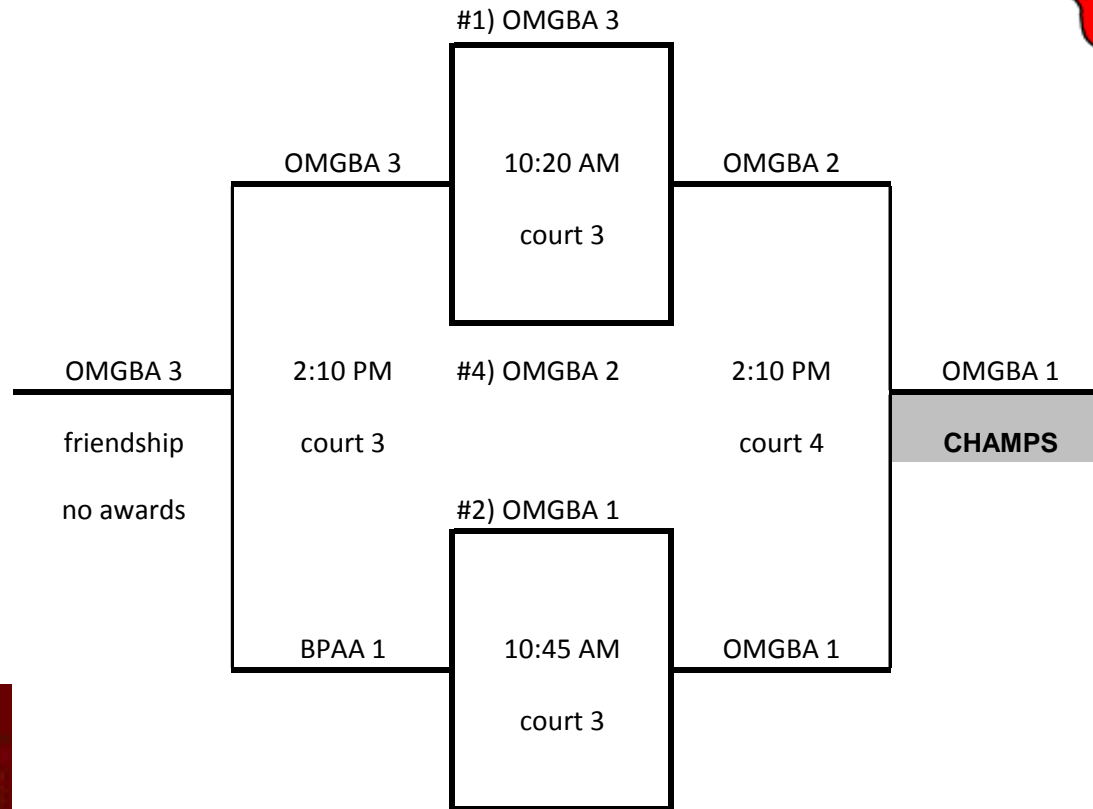 #1) OMGBA 3
OMGBA 3 10:20 AM OMGBA 2
court 3
OMGBA 3 2:10 PM #4) OMGBA 2 2:10 PM OMGBA 1
friendship court 3 court 4 CHAMPS
no awards #2) OMGBA 1
BPAA 1 10:45 AM OMGBA 1
court 3